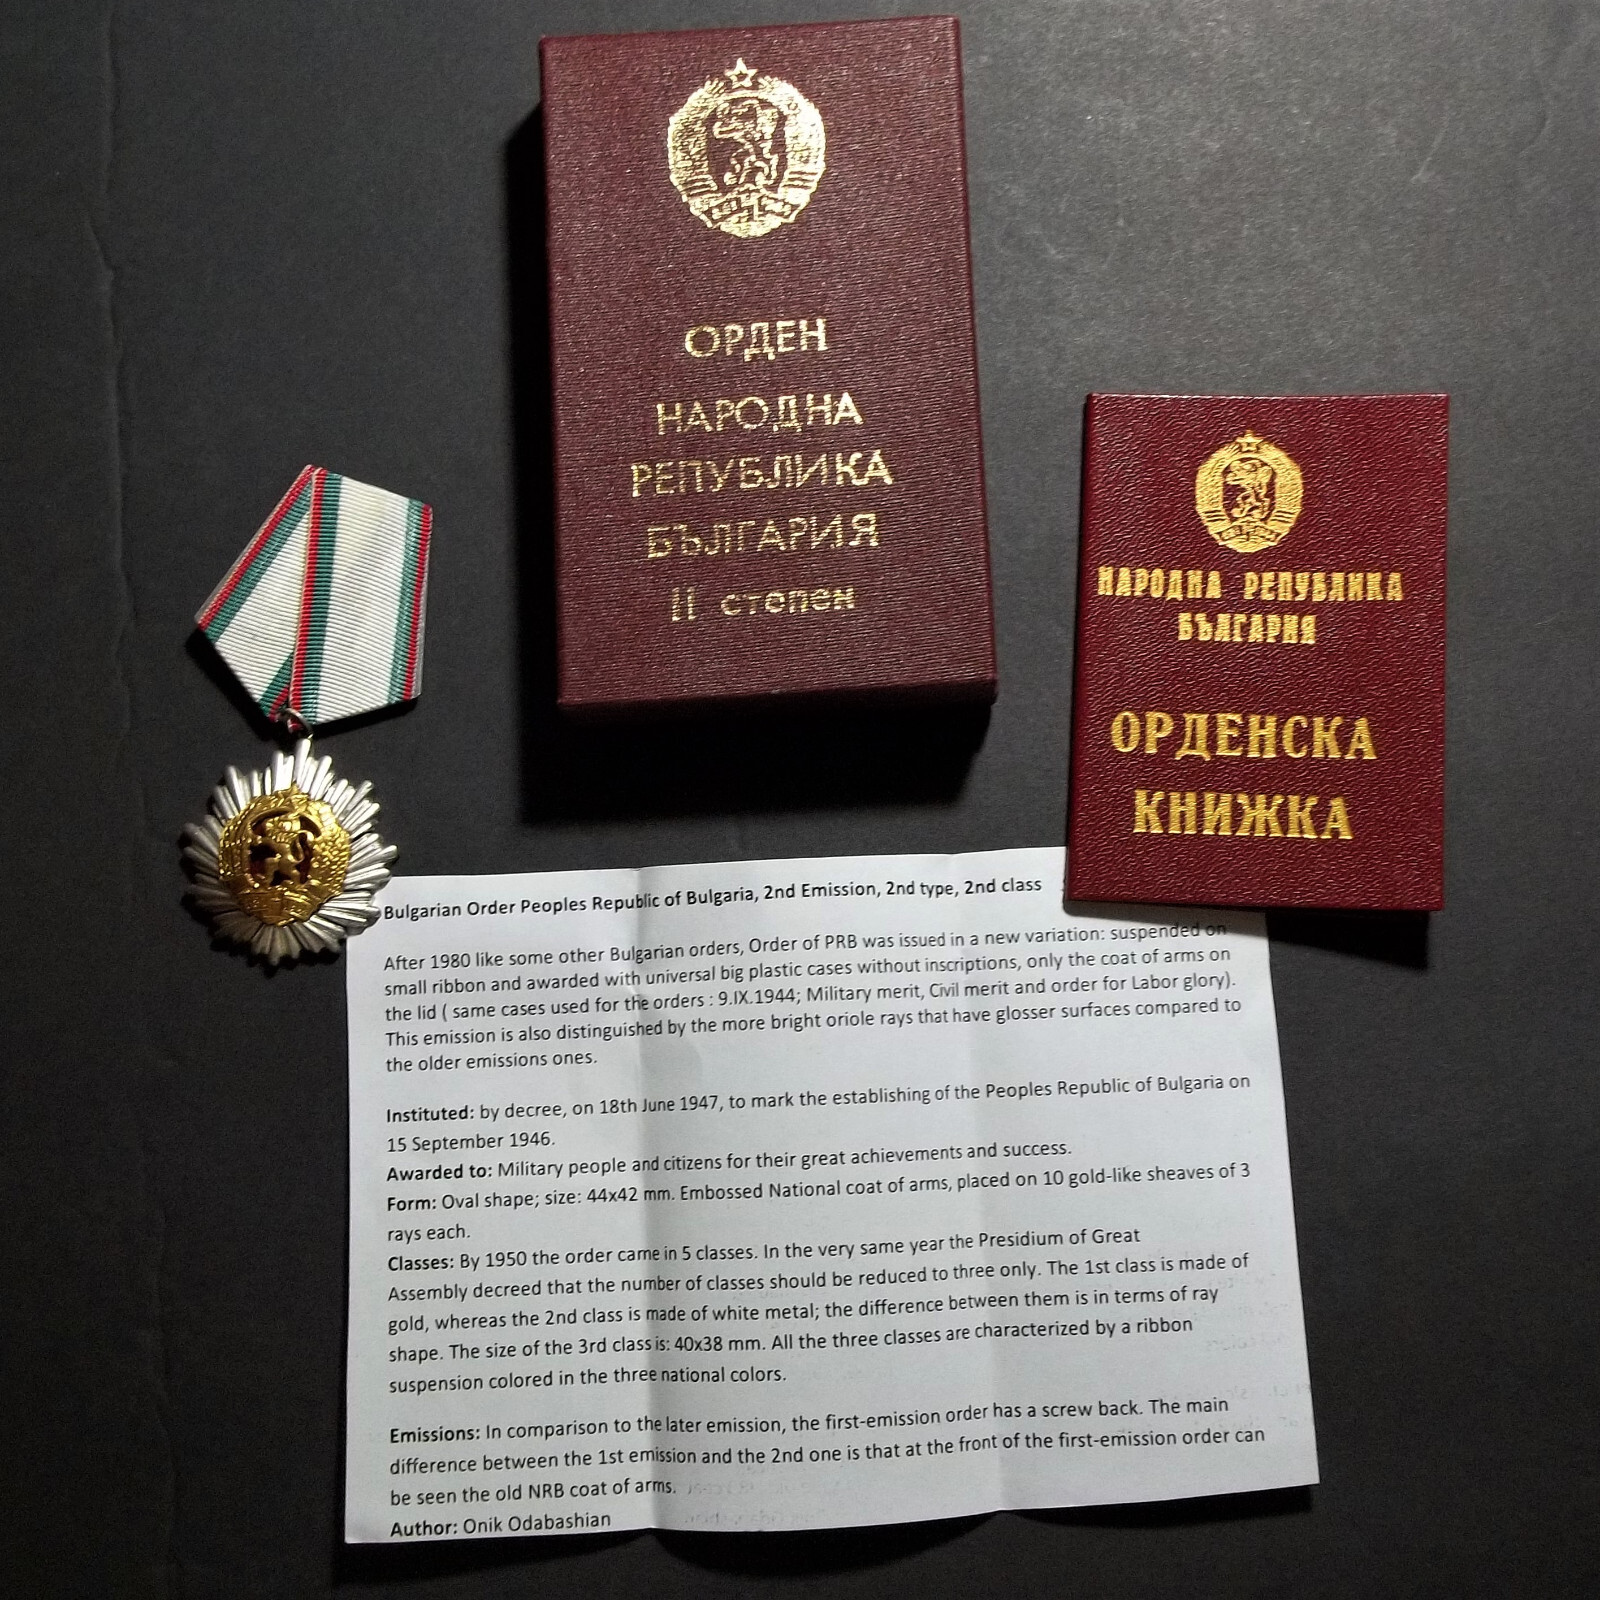 ОРДЕН
НАРОДНА
РЕПУБЛИКА
БЪЛГАРИЯ
II степен
НАРОДНА РЕПУБЛИКА
БЪЛГАРИЯ
ОРДЕНСКА
КНИЖКА
Bulgarian Order Peoples Republic of Bulgaria, 2nd Emission, 2nd type, 2nd class
After 1980 like some other Bulgarian orders, Order of PRB was issued in a new variation: suspended on
small ribbon and awarded with universal big plastic cases without inscriptions, only the coat of arms on
the lid ( same cases used for the orders : 9.IX.1944; Military merit, Civil merit and order for Labor glory).
This emission is also distinguished by the more bright oriole rays that have glosser surfaces compared to
the older emissions ones.
Instituted: by decree, on 18th June 1947, to mark the establishing of the Peoples Republic of Bulgaria on
15 September 1946.
Awarded to: Military people and citizens for their great achievements and success.
Form: Oval shape; size: 44x42 mm. Embossed National coat of arms, placed on 10 gold-like sheaves of 3
rays each.
Classes: By 1950 the order came in 5 classes. In the very same year the Presidium of Great
Assembly decreed that the number of classes should be reduced to three only. The 1st class is made of
gold, whereas the 2nd class is made of white metal; the difference between them is in terms of ray
shape. The size of the 3rd class is: 40x38 mm. All the three classes are characterized by a ribbon
suspension colored in the three national colors.
Emissions: In comparison to the later emission, the first-emission order has a screw back. The main
difference between the 1st emission and the 2nd one is that at the front of the first-emission order can
be seen the old NRB coat of arms.
Author: Onik Odabashian